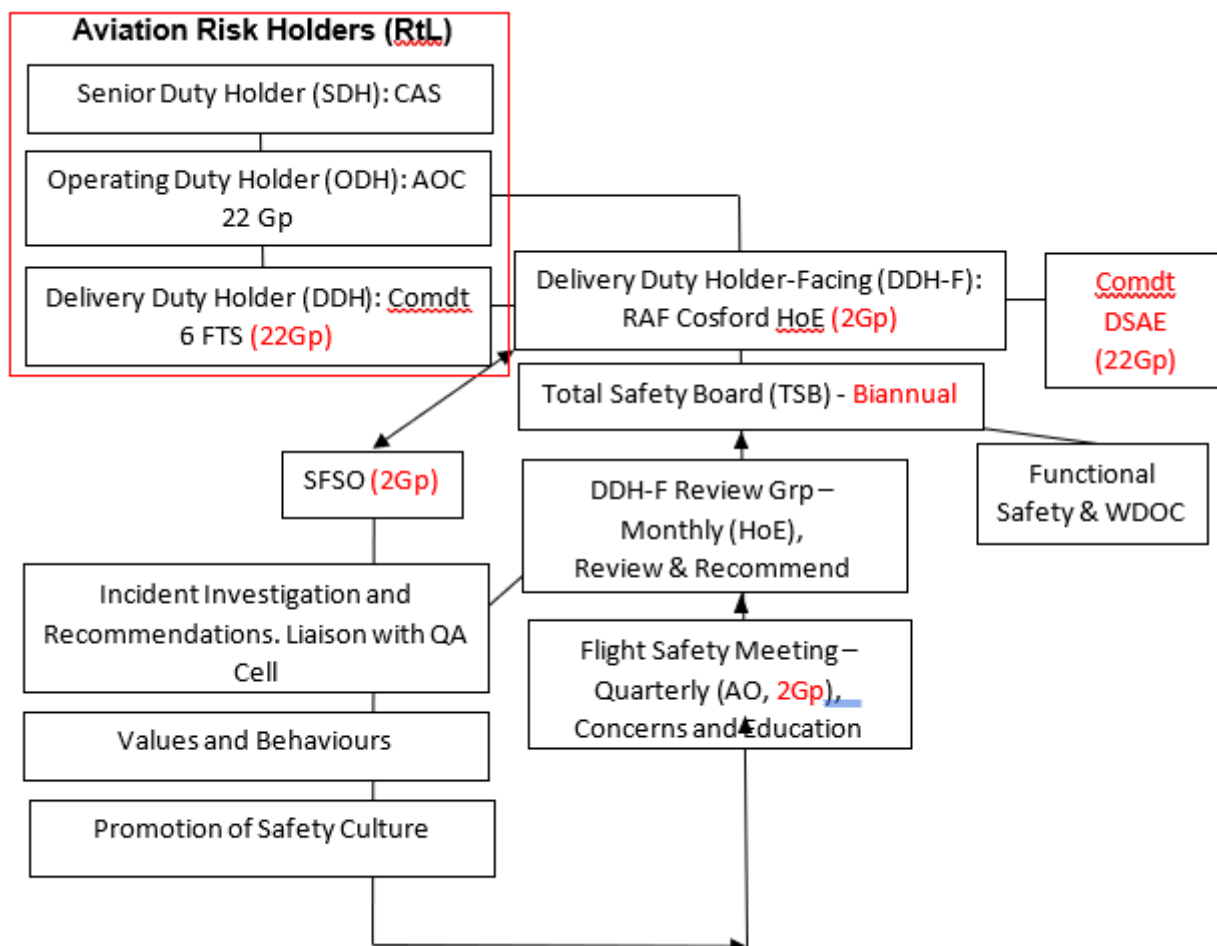 Aviation Risk Holders (RtL)
Senior Duty Holder (SDH): CAS
Operating Duty Holder (ODH): AOC
22 Gp
Delivery Duty Holder (DDH): Comdt
6 FTS (22Gp)
Delivery Duty Holder-Facing (DDH-F):
RAF Cosford HoE (2Gp)
Comdt
DSAE
(22Gp)
Total Safety Board (TSB) - Biannual
SFSO (2Gp)
DDH-F Review Grp –
Monthly (HoE),
Review & Recommend
Functional
Safety & WDOC
Incident Investigation and
Recommendations. Liaison with QA
Cell
Flight Safety Meeting –
Quarterly (AO, 2Gp),
Concerns and Education
Values and Behaviours
Promotion of Safety Culture